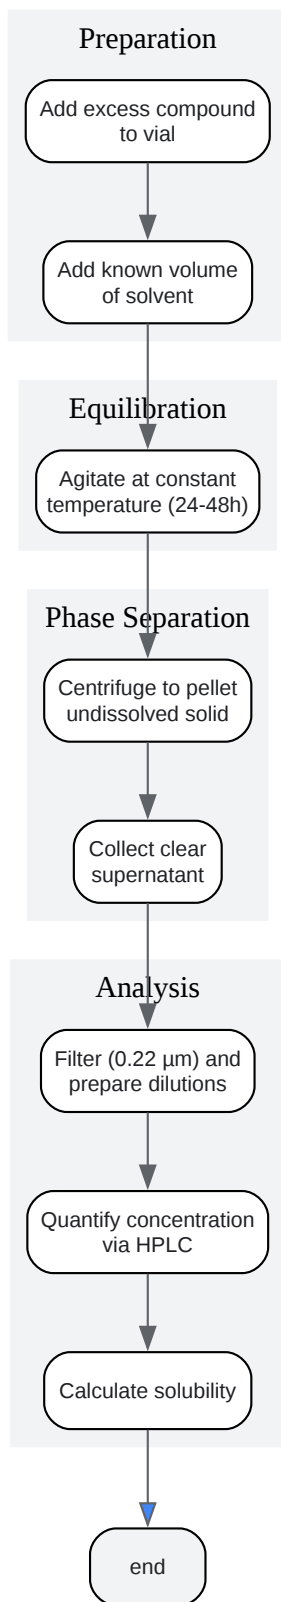 Preparation
Add excess compound
to vial
Add known volume
of solvent
Equilibration
Agitate at constant
temperature (24-48h)
Phase Separation
Centrifuge to pellet
undissolved solid
Collect clear
supernatant
Analysis
Filter (0.22 µm) and
prepare dilutions
Quantify concentration
via HPLC
Calculate solubility
end